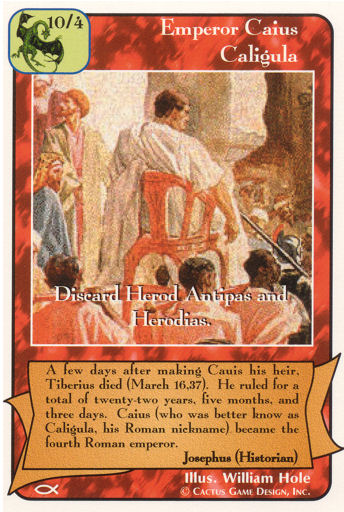 10/4
Emperor Caius
Caligula
Discard Herod Antipas and
Herodias.
A few days after making Cauis his heir,
Tiberius died (March 16,37). He ruled for a
total of twenty-two years, five months, and
three days. Caius (who was better know as
Caligula, his Roman nickname) became the
fourth Roman emperor.
Josephus (Historian)
Illus. William Hole
© Cactus Game Design, Inc.